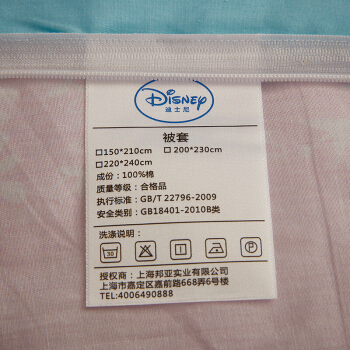 Disney
迪士尼
被套
□150*210cm □200*230cm
□220*240cm
成份：100%棉
质量等级：合格品
执行标准：GB/T 22796-2009
安全类别：GB18401-2010B类
洗涤说明：
30 P
授权商：上海邦亚实业有限公司
上海市嘉定区嘉前路688弄6号
TEL:4006490888